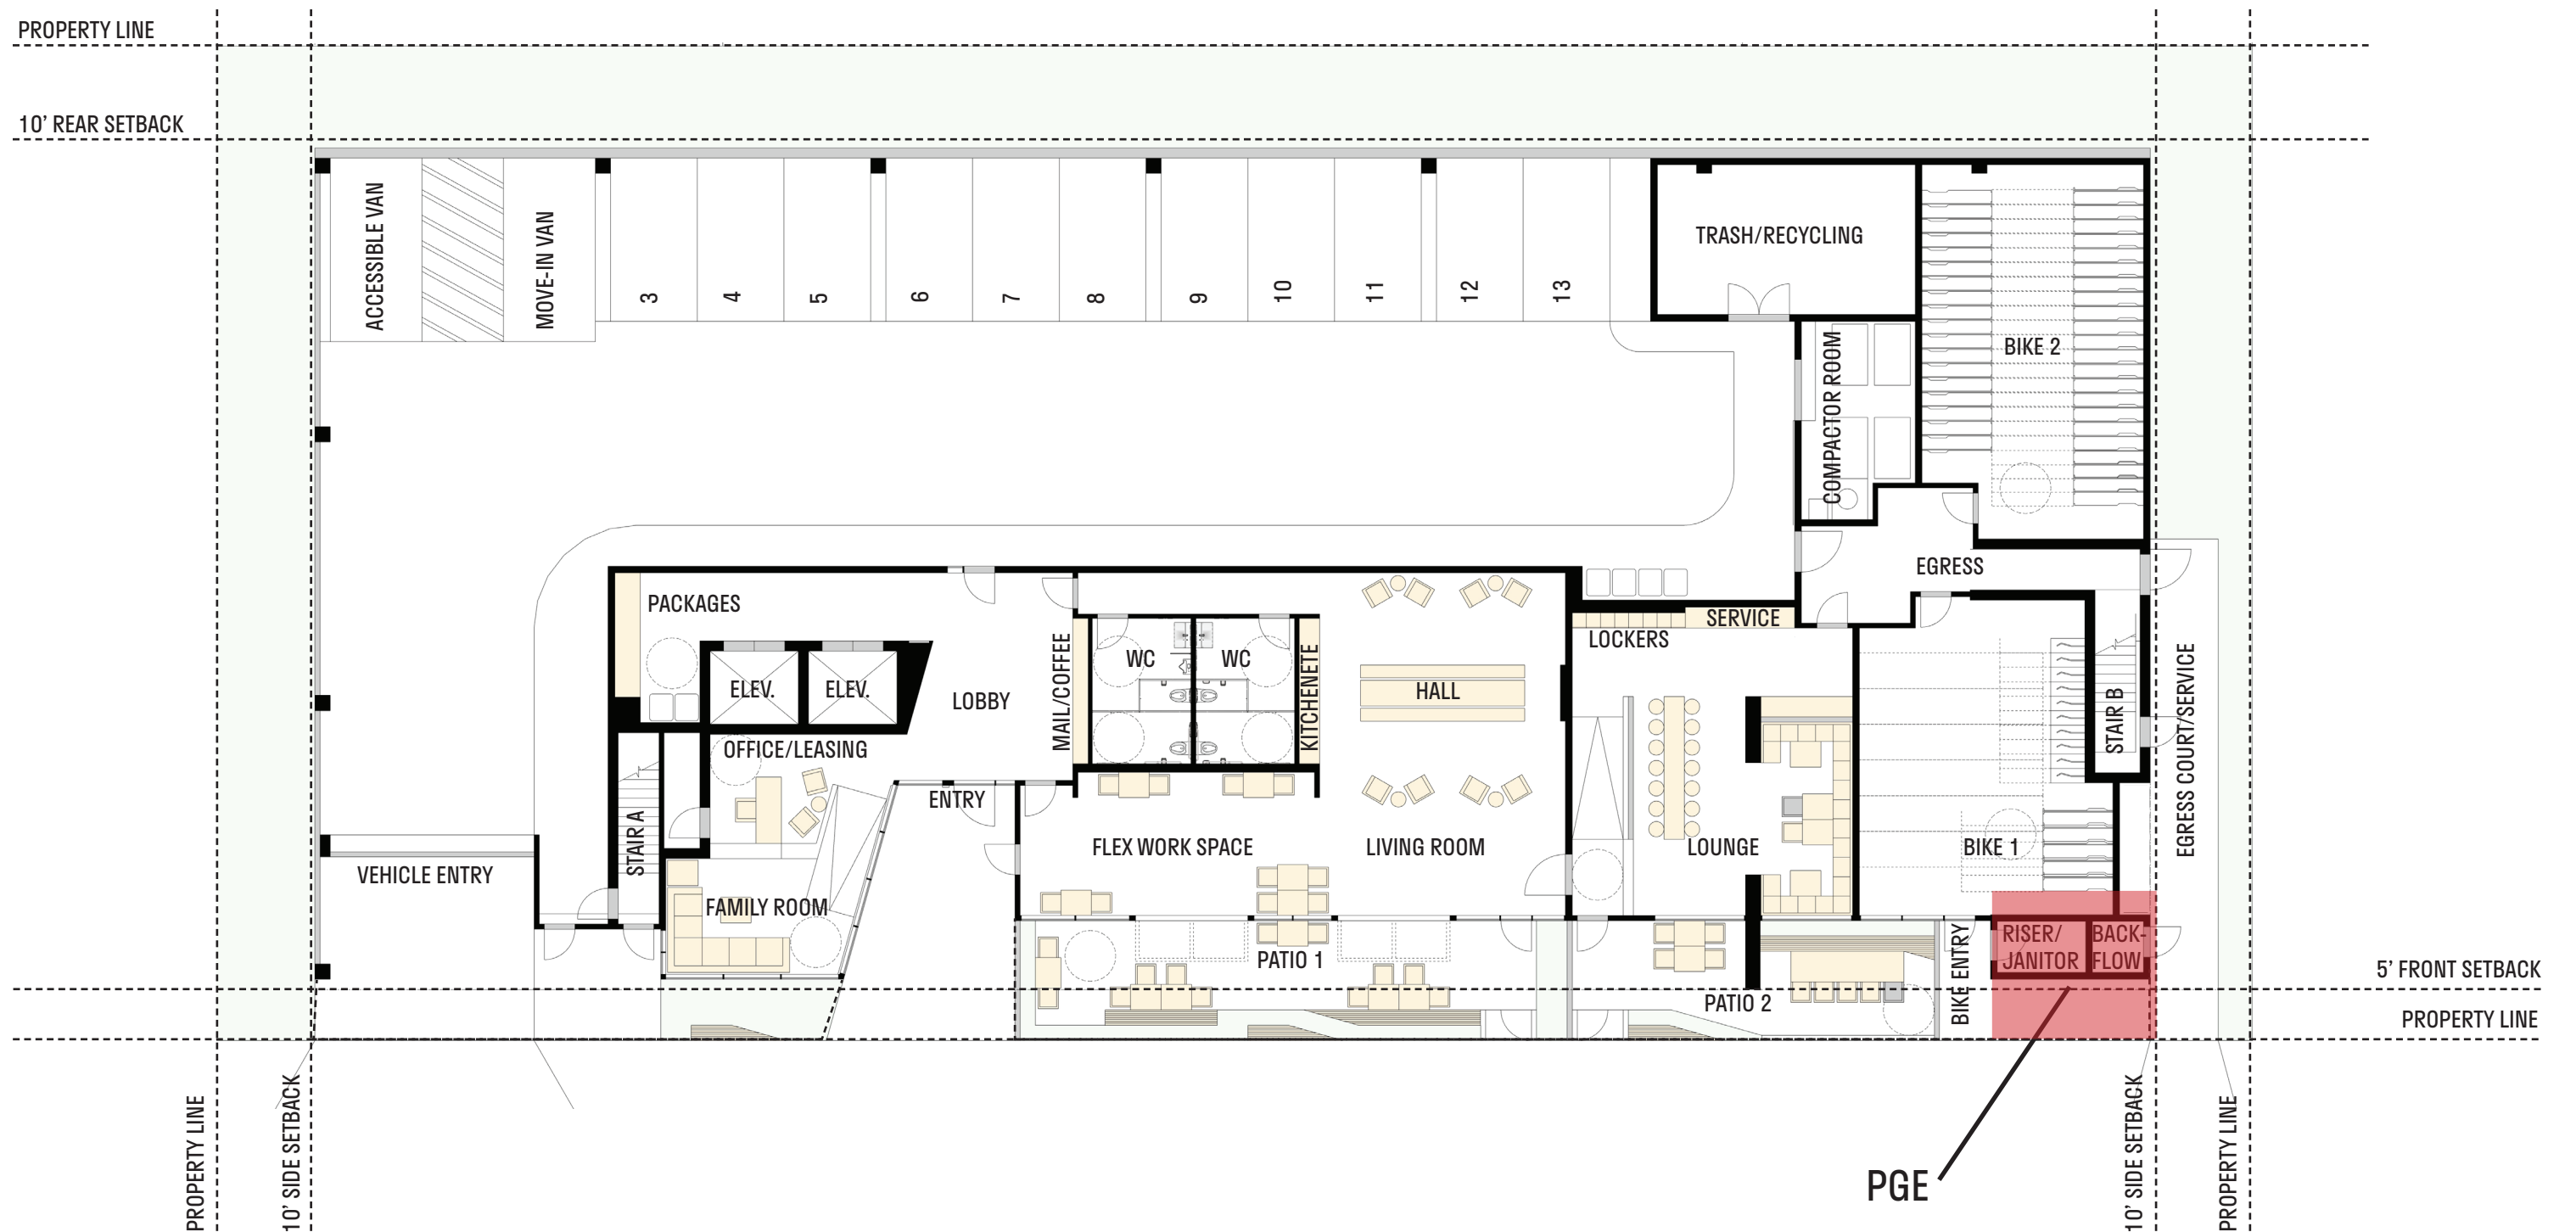 PROPERTY LINE
10’ REAR SETBACK
ACCESSIBLE VAN
MOVE-IN VAN
3
4
5
6
7
8
9
10
11
12
13
TRASH/RECYCLING
COMPACTOR ROOM
BIKE 2
EGRESS
PACKAGES
ELEV.
ELEV.
LOBBY
MAIL/COFFEE
WC
WC
KITCHENETE
HALL
LOCKERS
SERVICE
STAIR B
EGRESS COURT/SERVICE
OFFICE/LEASING
ENTRY
STAIR A
VEHICLE ENTRY
FAMILY ROOM
FLEX WORK SPACE
LIVING ROOM
LOUNGE
BIKE 1
PATIO 1
PATIO 2
BIKE ENTRY
RISER/
JANITOR
BACK-
FLOW
5’ FRONT SETBACK
PROPERTY LINE
PROPERTY LINE
10’ SIDE SETBACK
PGE
10’ SIDE SETBACK
PROPERTY LINE